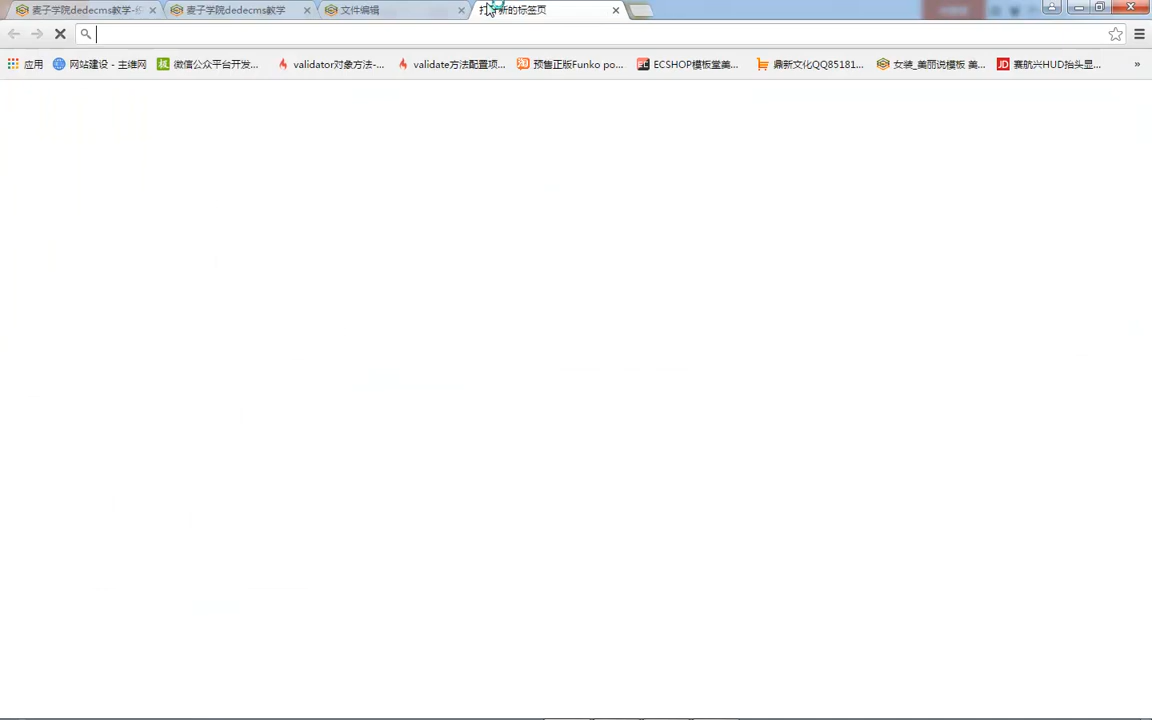 麦子学院dedecms教学-
麦子学院dedecms教学
文件编辑
新的标签页
应用
网站建设 - 主维网
微信公众平台开发...
validator对象方法-...
validate方法配置项...
预售正版Funko po...
ECSHOP模板堂美...
鼎新文化QQ85181...
女装_美丽说模板 美...
赛航兴HUD抬头显...
»